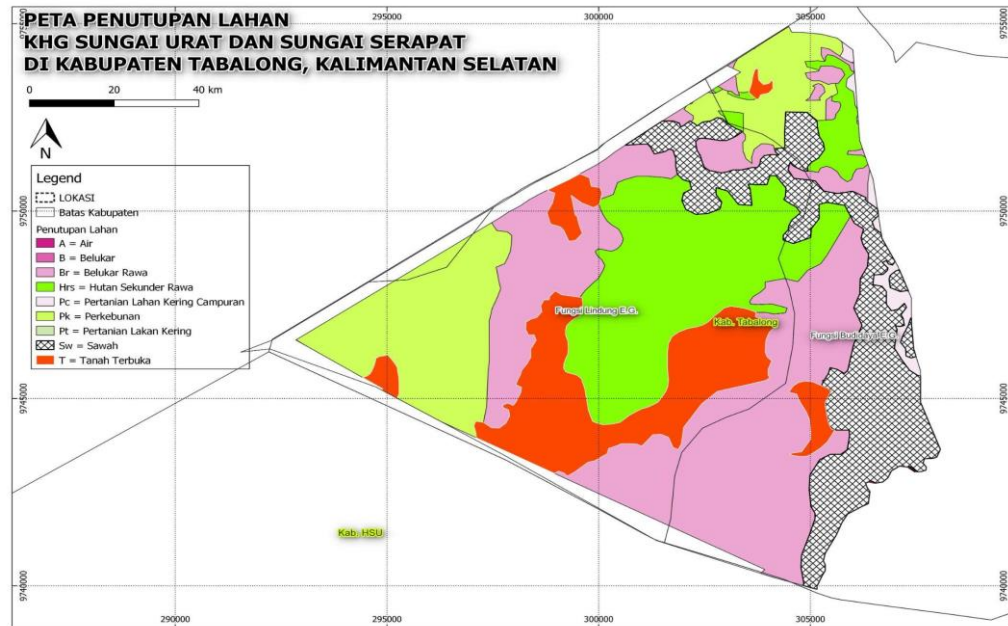 PETA PENUTUPAN LAHAN
KHG SUNGAI URAT DAN SUNGAI SERAPAT
DI KABUPATEN TABALONG, KALIMANTAN SELATAN
0 20 40 km
N
Legend
LOKASI
Batas Kabupaten
Penutupan Lahan
A = Air
B = Belukar
Br = Belukar Rawa
Hrs = Hutan Sekunder Rawa
Pc = Pertanian Lahan Kering Campuran
Pk = Perkebunan
Pt = Pertanian Lakan Kering
Sw = Sawah
T = Tanah Terbuka
295000 300000 305000
9755000 9755000
9750000 9750000
Fungsi Lindung E.G.
Kab. Tabalong
Fungsi Budidaya E.G.
9745000 9745000
Kab. HSU
9740000 9740000
290000 295000 300000 305000